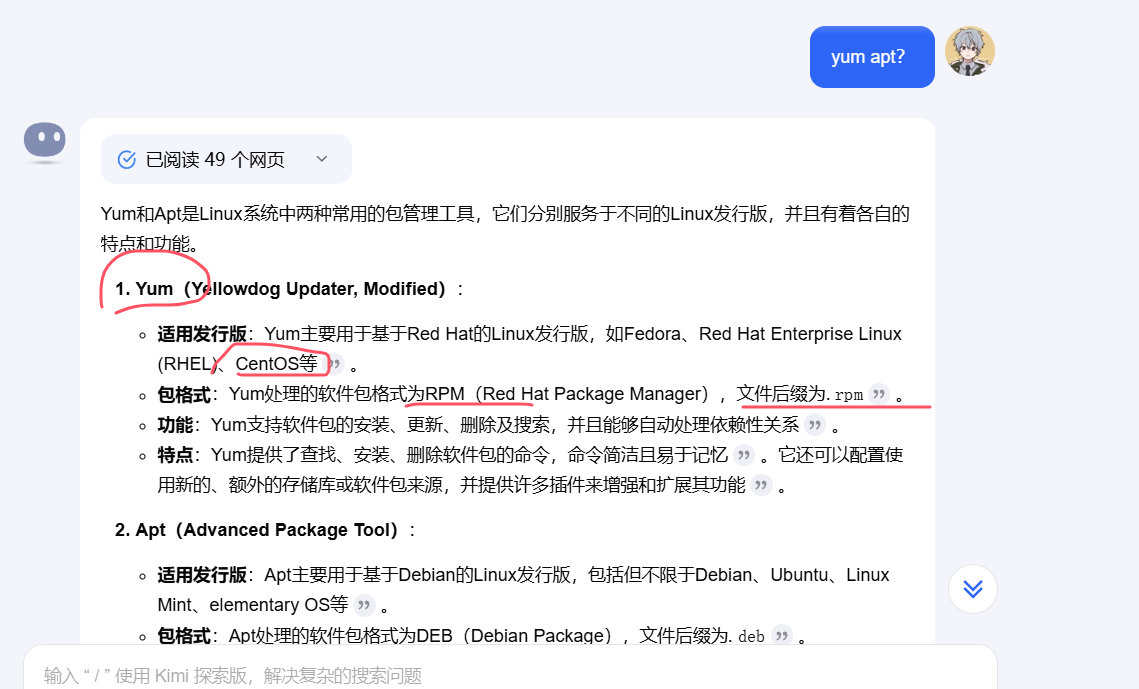 yum apt?
已阅读 49 个网页
Yum和Apt是Linux系统中两种常用的包管理工具，它们分别服务于不同的Linux发行版，并且有着各自的
特点和功能。
1. Yum（Yellowdog Updater, Modified）：
适用发行版：Yum主要用于基于Red Hat的Linux发行版，如Fedora、Red Hat Enterprise Linux
(RHEL)、CentOS等 。
包格式：Yum处理的软件包格式为RPM（Red Hat Package Manager），文件后缀为.rpm 。
功能：Yum支持软件包的安装、更新、删除及搜索，并且能够自动处理依赖性关系 。
特点：Yum提供了查找、安装、删除软件包的命令，命令简洁且易于记忆 。它还可以配置使
用新的、额外的存储库或软件包来源，并提供许多插件来增强和扩展其功能 。
2. Apt（Advanced Package Tool）：
适用发行版：Apt主要用于基于Debian的Linux发行版，包括但不限于Debian、Ubuntu、Linux
Mint、elementary OS等 。
包格式：Apt处理的软件包格式为DEB（Debian Package），文件后缀为.deb 。
输入 “ / ” 使用 Kimi 探索版，解决复杂的搜索问题